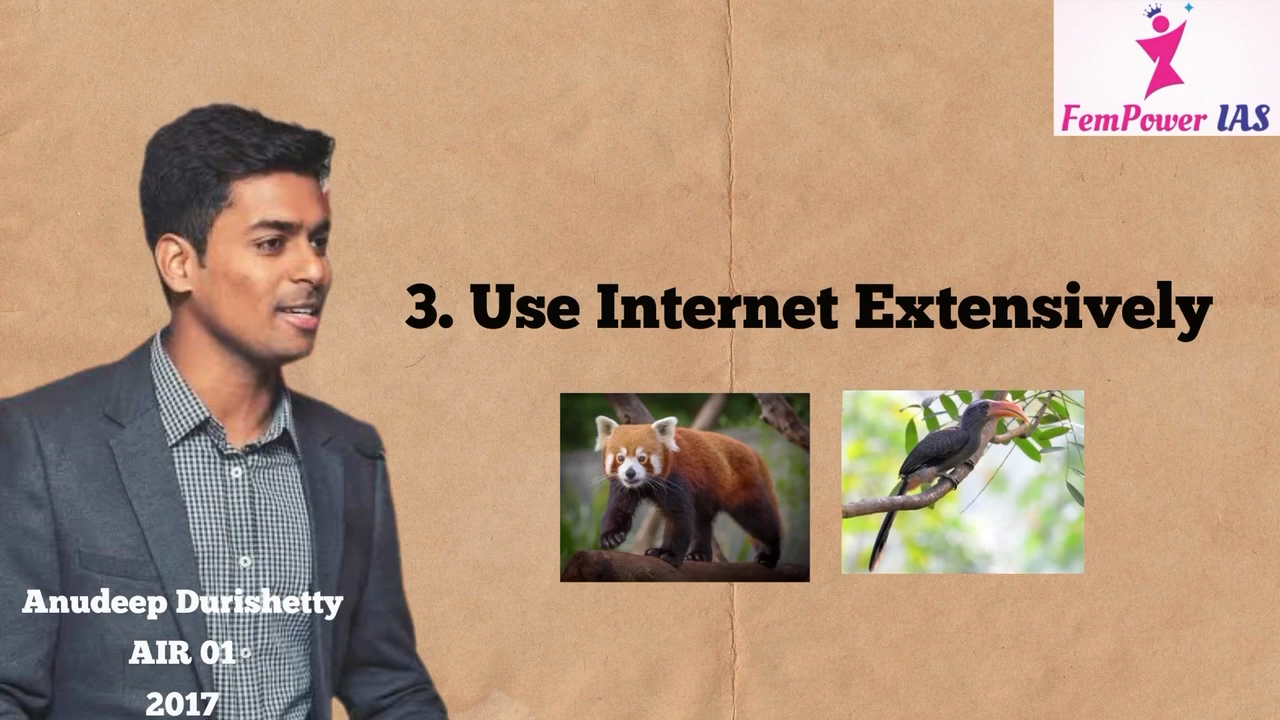 FemPower IAS
3. Use Internet Extensively
Anudeep Durishetty
AIR 01
2017